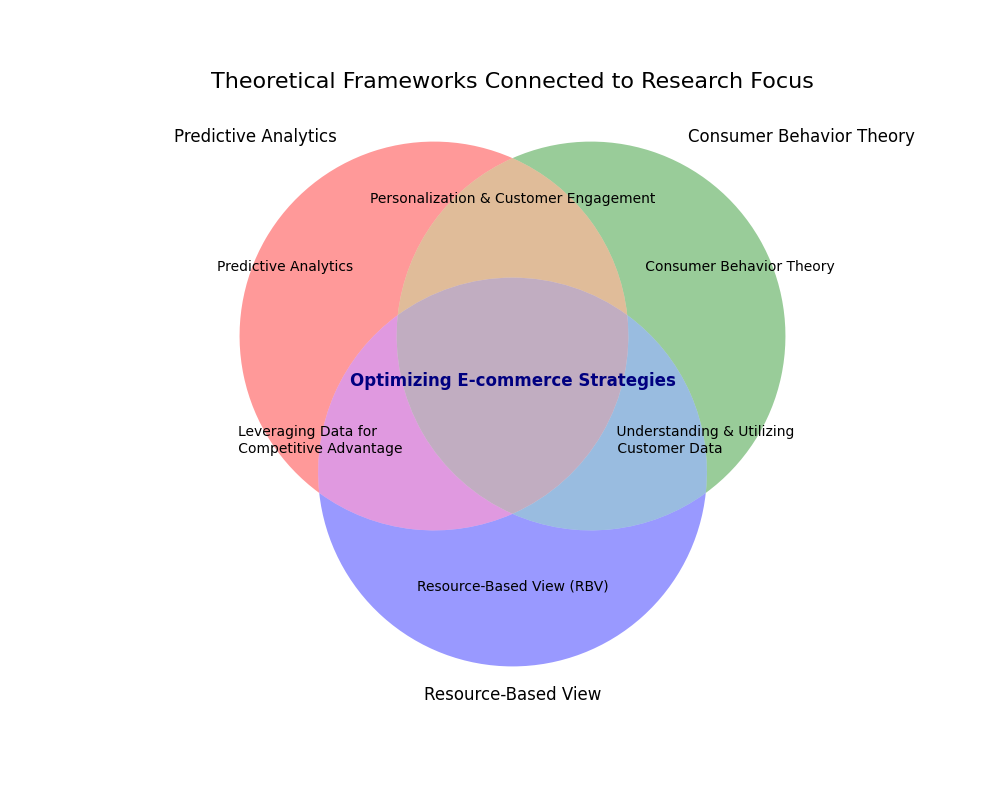 Theoretical Frameworks Connected to Research Focus
Predictive Analytics
Consumer Behavior Theory
Personalization & Customer Engagement
Predictive Analytics
Consumer Behavior Theory
Optimizing E-commerce Strategies
Leveraging Data for
Competitive Advantage
Understanding & Utilizing
Customer Data
Resource-Based View (RBV)
Resource-Based View